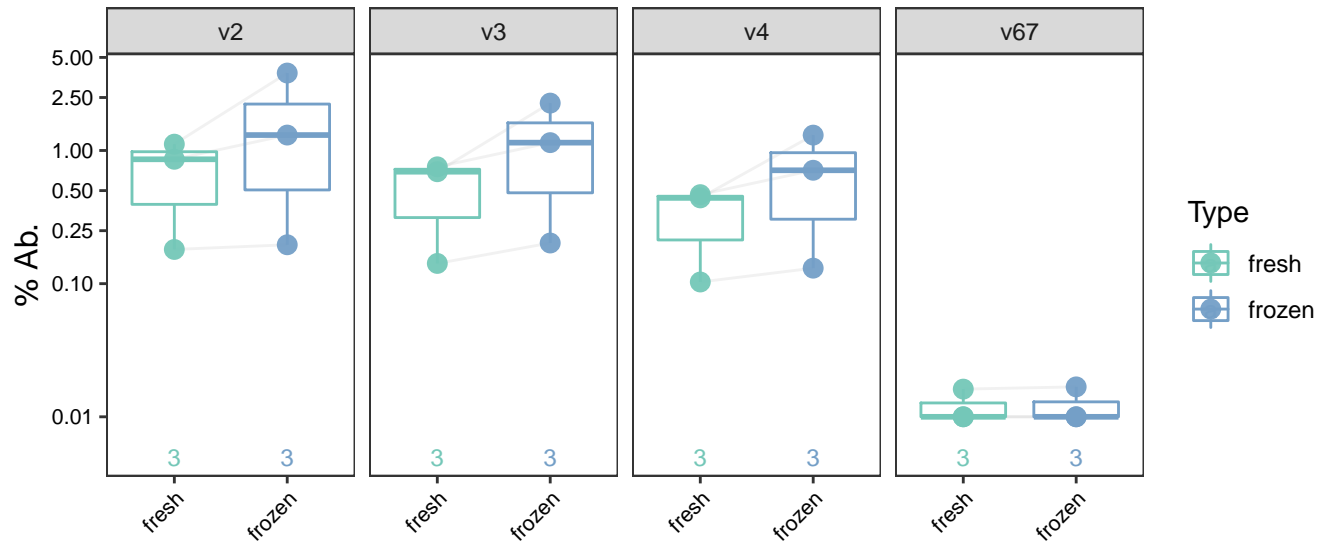 v2 v3 v4 v67
% Ab.
5.00
2.50
1.00
0.50
0.25
0.10
0.01
3 3 3 3 3 3 3 3
fresh frozen fresh frozen fresh frozen fresh frozen
Type
fresh
frozen